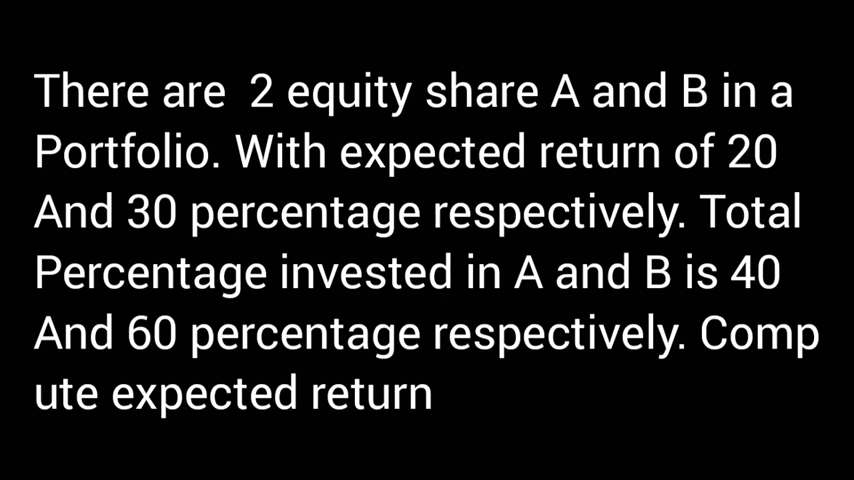 There are  2 equity share A and B in a
Portfolio. With expected return of 20
And 30 percentage respectively. Total
Percentage invested in A and B is 40
And 60 percentage respectively. Comp
ute expected return